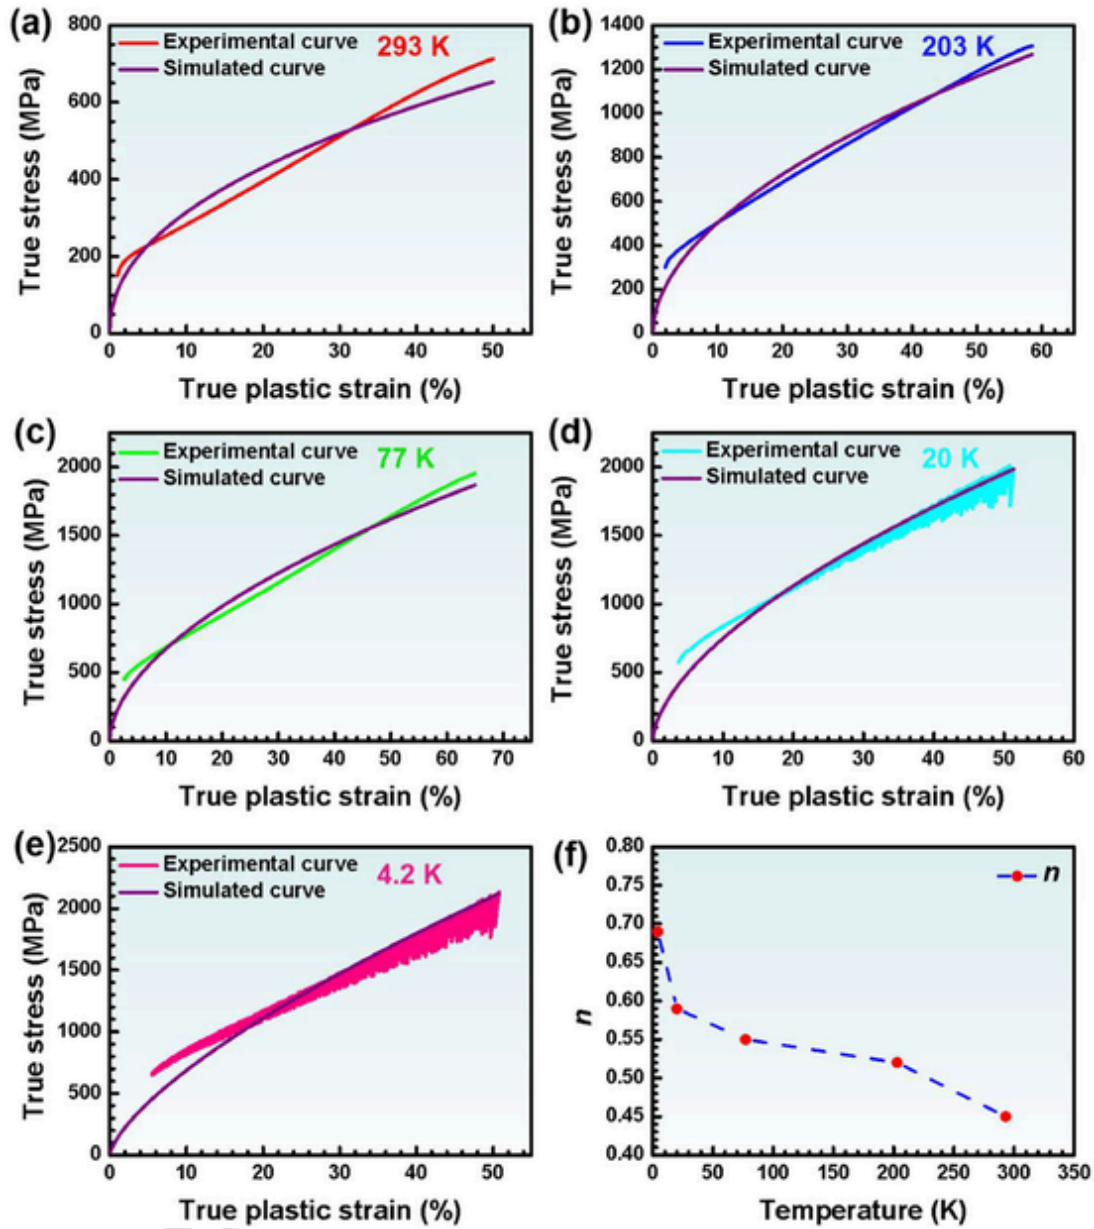 (a)
Experimental curve
Simulated curve
293 K
800
600
400
200
0
0 10 20 30 40 50
True stress (MPa)
True plastic strain (%)
(b)
Experimental curve
Simulated curve
203 K
1400
1200
1000
800
600
400
200
0
0 10 20 30 40 50 60
True stress (MPa)
True plastic strain (%)
(c)
Experimental curve
Simulated curve
77 K
2000
1500
1000
500
0
0 10 20 30 40 50 60 70
True stress (MPa)
True plastic strain (%)
(d)
Experimental curve
Simulated curve
20 K
2000
1500
1000
500
0
0 10 20 30 40 50 60
True stress (MPa)
True plastic strain (%)
(e)
Experimental curve
Simulated curve
4.2 K
2500
2000
1500
1000
500
0
0 10 20 30 40 50
True stress (MPa)
True plastic strain (%)
(f)
n
0.80
0.75
0.70
0.65
0.60
0.55
0.50
0.45
0.40
0 50 100 150 200 250 300 350
n
Temperature (K)